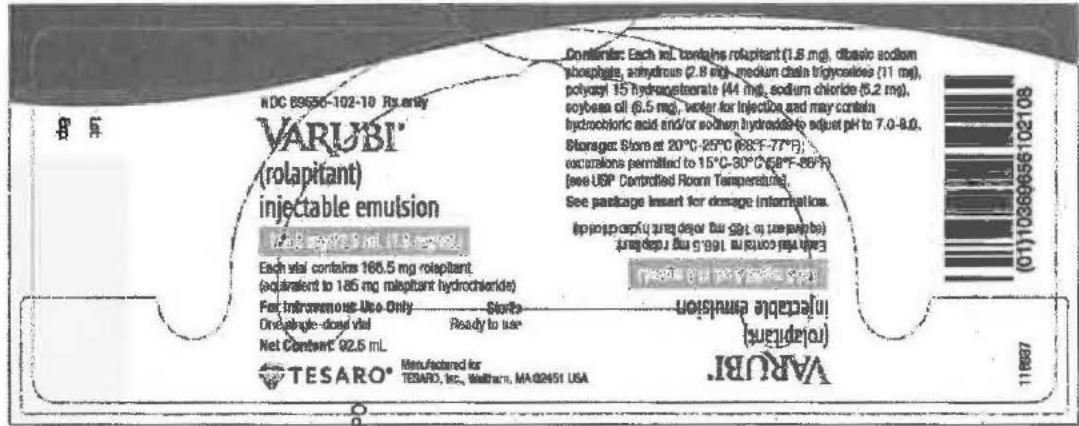 NDC 69656-102-10 Rx only
VARUBI®
(rolapitant)
injectable emulsion
Each vial contains 166.5 mg rolapitant
(equivalent to 185 mg rolapitant hydrochloride)
For Intravenous Use Only Sterile
One single-dose vial Ready to use
Net Content: 92.5 mL
TESARO® Manufactured for
TESARO, Inc., Waltham, MA 02451 USA
Contents: Each mL contains rolapitant (1.8 mg), dibasic sodium
phosphate, anhydrous (2.8 mg), medium chain triglycerides (11 mg),
polyoxyl 15 hydroxystearate (44 mg), sodium chloride (6.2 mg),
soybean oil (6.5 mg), water for injection and may contain
hydrochloric acid and/or sodium hydroxide to adjust pH to 7.0-8.0.
Storage: Store at 20°C-25°C (68°F-77°F);
excursions permitted to 15°C-30°C (59°F-86°F)
[see USP Controlled Room Temperature].
See package insert for dosage information.
VARUBI®
(rolapitant)
injectable emulsion
Each vial contains 166.5 mg rolapitant
(equivalent to 185 mg rolapitant hydrochloride)
Lot
Exp
(01)10369656102108